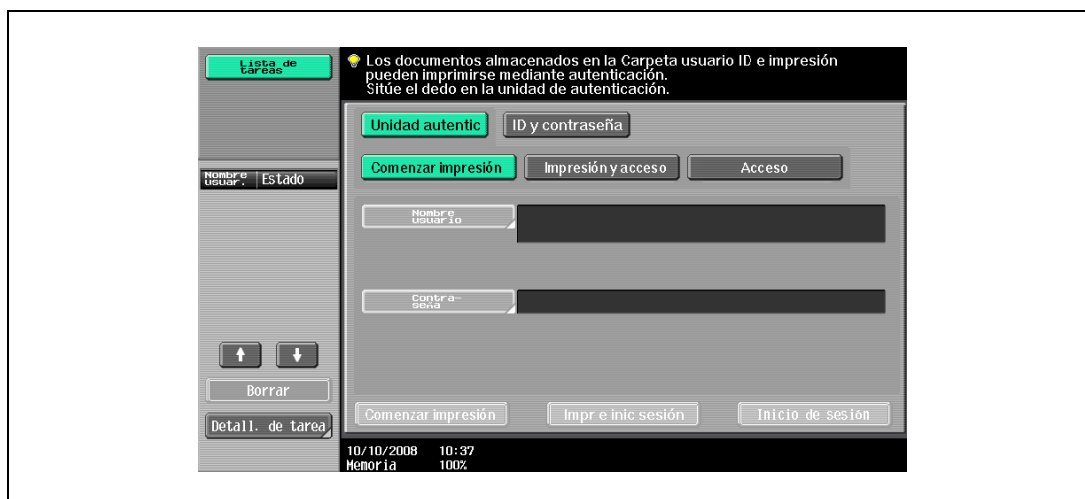 Lista de
tareas
Los documentos almacenados en la Carpeta usuario ID e impresión
pueden imprimirse mediante autenticación.
Sitúe el dedo en la unidad de autenticación.
Unidad autentic
ID y contraseña
Comenzar impresión
Impresión y acceso
Acceso
Nombre
usuar.
Estado
Nombre
usuario
Contra-
seña
Borrar
Detall. de tarea
Comenzar impresión
Impr e inic sesión
Inicio de sesión
10/10/2008 10:37
Memoria 100%